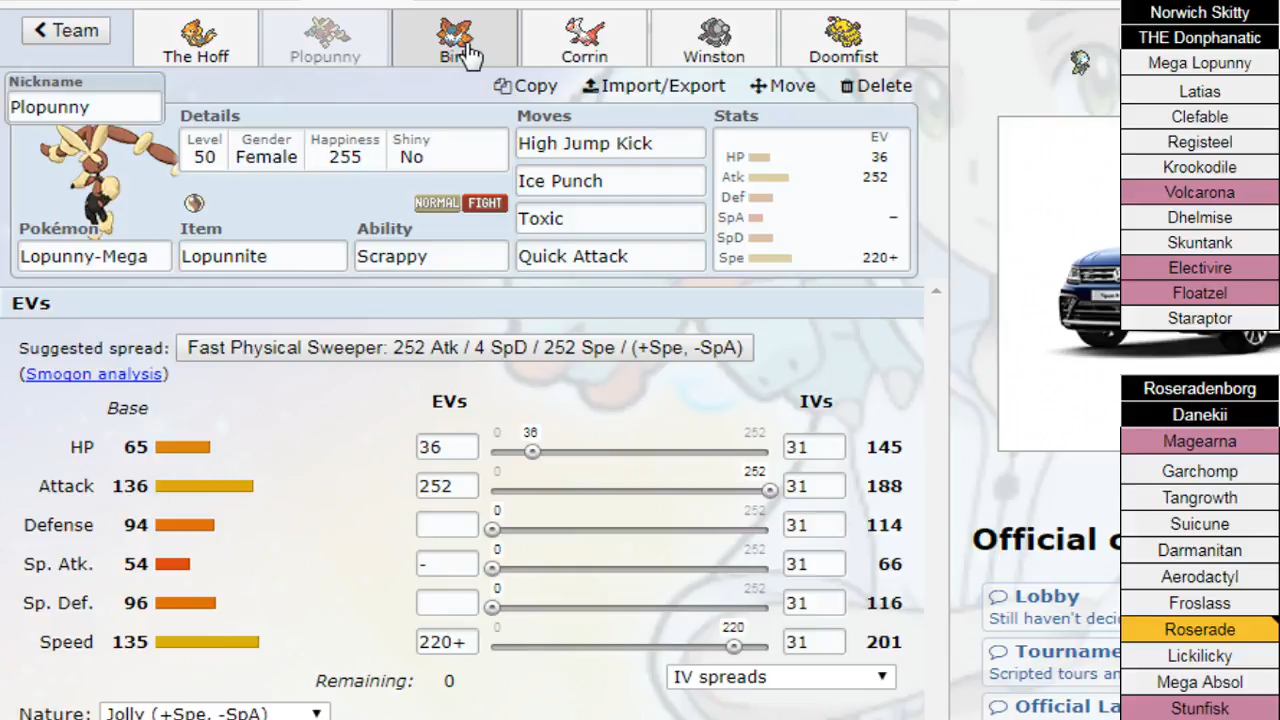 Team
The Hoff
Plopunny
Corrin
Winston
Doomfist
Nickname
Plopunny
Copy
Import/Export
Move
Delete
Details
Level
50
Gender
Female
Happiness
255
Shiny
No
NORMAL FIGHT
Pokémon
Lopunny-Mega
Item
Lopunnite
Ability
Scrappy
Moves
High Jump Kick
Ice Punch
Toxic
Quick Attack
Stats
EV
HP 36
Atk 252
Def
SpA –
SpD
Spe 220+
EVs
Suggested spread: Fast Physical Sweeper: 252 Atk / 4 SpD / 252 Spe / (+Spe, -SpA)
(Smogon analysis)
Base EVs IVs
HP 65 36 0 36 252 31 145
Attack 136 252 0 252 31 188
Defense 94 0 252 31 114
Sp. Atk. 54 - 0 252 31 66
Sp. Def. 96 0 252 31 116
Speed 135 220+ 0 220 252 31 201
Remaining: 0
IV spreads
Nature: Jolly (+Spe, -SpA)
Official
Lobby
Still haven't
Scripted tours
Official
Norwich Skitty
THE Donphanatic
Mega Lopunny
Latias
Clefable
Registeel
Krookodile
Volcarona
Dhelmise
Skuntank
Electivire
Floatzel
Staraptor
Roseradenborg
Danekii
Magearna
Garchomp
Tangrowth
Suicune
Darmanitan
Aerodactyl
Froslass
Roserade
Lickilicky
Mega Absol
Stunfisk